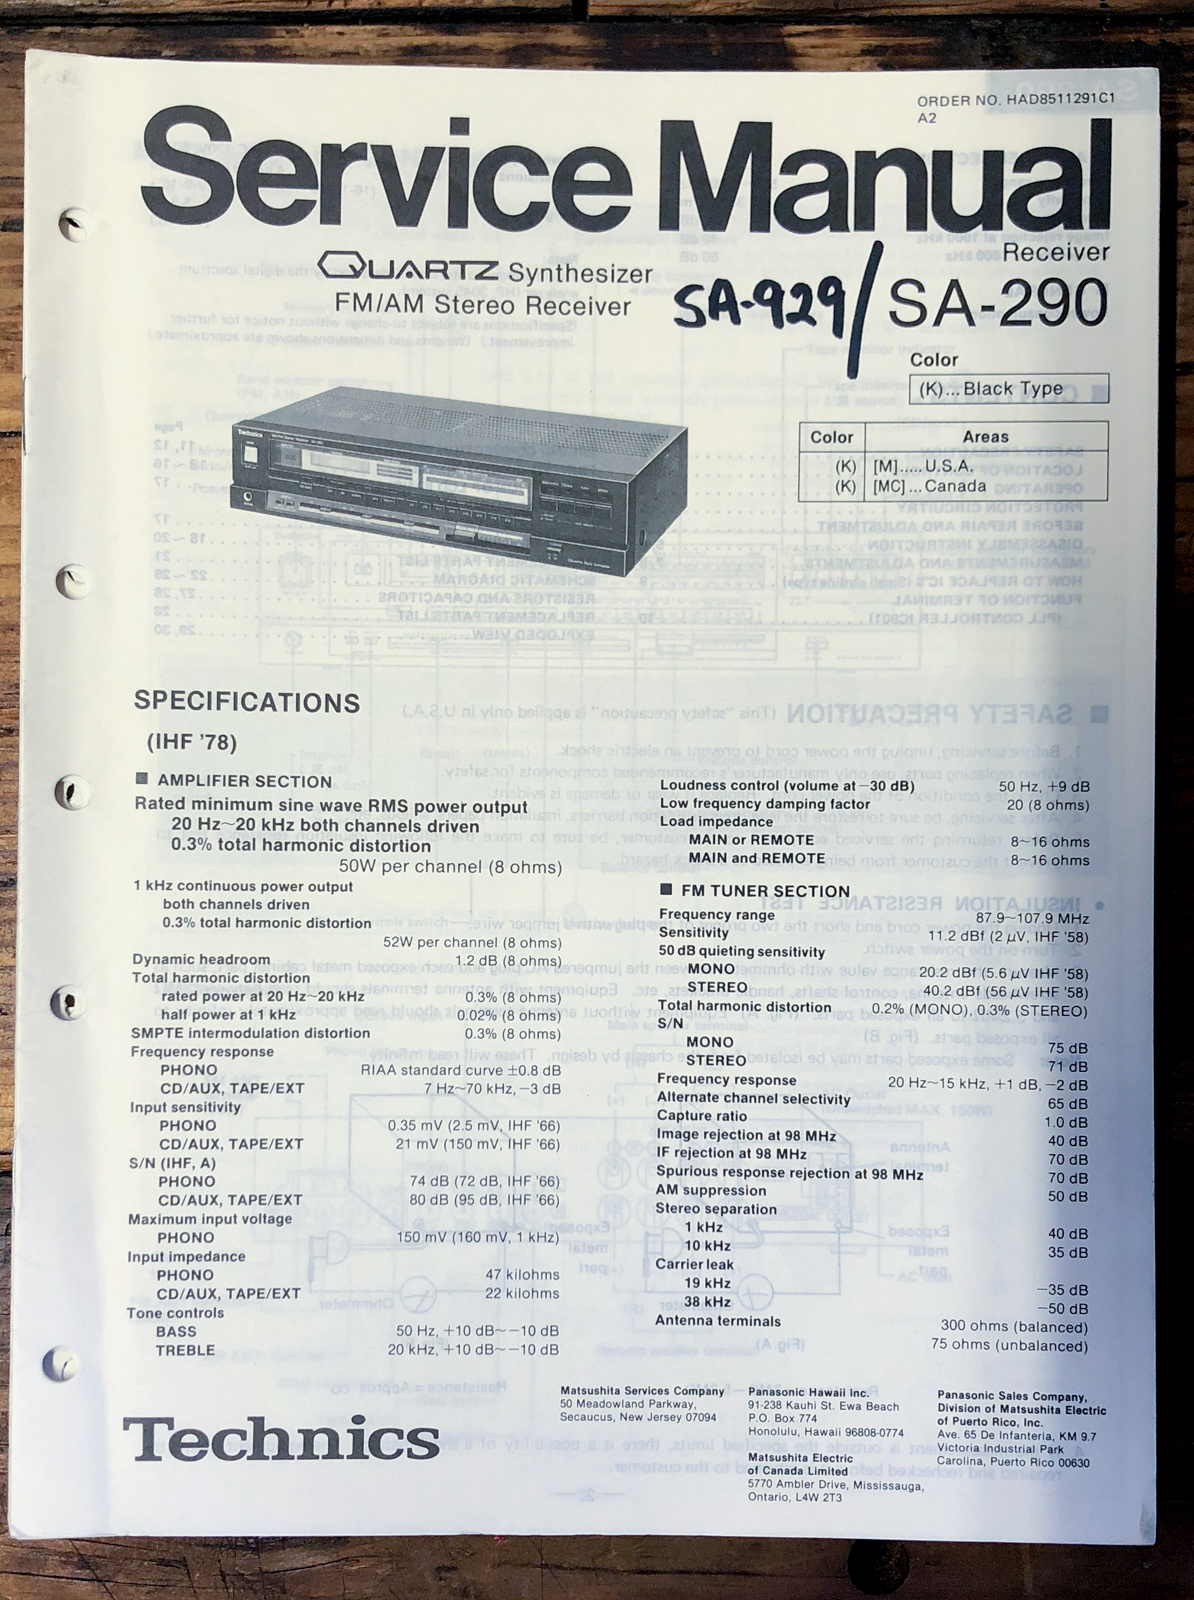 ORDER NO. HAD8511291C1
A2
Service Manual
Receiver
QUARTZ Synthesizer
FM/AM Stereo Receiver
SA-929/ SA-290
Color
(K)... Black Type
Color Areas
(K) [M]..... U.S.A.
(K) [MC]... Canada
Technics
SPECIFICATIONS
(IHF '78)
■ AMPLIFIER SECTION
Rated minimum sine wave RMS power output
20 Hz~20 kHz both channels driven
0.3% total harmonic distortion
50W per channel (8 ohms)
1 kHz continuous power output
both channels driven
0.3% total harmonic distortion
52W per channel (8 ohms)
Dynamic headroom 1.2 dB (8 ohms)
Total harmonic distortion
rated power at 20 Hz~20 kHz 0.3% (8 ohms)
half power at 1 kHz 0.02% (8 ohms)
SMPTE intermodulation distortion 0.3% (8 ohms)
Frequency response
PHONO RIAA standard curve ±0.8 dB
CD/AUX, TAPE/EXT 7 Hz~70 kHz, −3 dB
Input sensitivity
PHONO 0.35 mV (2.5 mV, IHF '66)
CD/AUX, TAPE/EXT 21 mV (150 mV, IHF '66)
S/N (IHF, A)
PHONO 74 dB (72 dB, IHF '66)
CD/AUX, TAPE/EXT 80 dB (95 dB, IHF '66)
Maximum input voltage
PHONO 150 mV (160 mV, 1 kHz)
Input impedance
PHONO 47 kilohms
CD/AUX, TAPE/EXT 22 kilohms
Tone controls
BASS 50 Hz, +10 dB~−10 dB
TREBLE 20 kHz, +10 dB~−10 dB
Loudness control (volume at −30 dB) 50 Hz, +9 dB
Low frequency damping factor 20 (8 ohms)
Load impedance
MAIN or REMOTE 8~16 ohms
MAIN and REMOTE 8~16 ohms
■ FM TUNER SECTION
Frequency range 87.9~107.9 MHz
Sensitivity 11.2 dBf (2 µV, IHF '58)
50 dB quieting sensitivity
MONO 20.2 dBf (5.6 µV IHF '58)
STEREO 40.2 dBf (56 µV IHF '58)
Total harmonic distortion 0.2% (MONO), 0.3% (STEREO)
S/N
MONO 75 dB
STEREO 71 dB
Frequency response 20 Hz~15 kHz, +1 dB, −2 dB
Alternate channel selectivity 65 dB
Capture ratio 1.0 dB
Image rejection at 98 MHz 40 dB
IF rejection at 98 MHz 70 dB
Spurious response rejection at 98 MHz 70 dB
AM suppression 50 dB
Stereo separation
1 kHz 40 dB
10 kHz 35 dB
Carrier leak
19 kHz −35 dB
38 kHz −50 dB
Antenna terminals 300 ohms (balanced)
75 ohms (unbalanced)
Technics
Matsushita Services Company
50 Meadowland Parkway,
Secaucus, New Jersey 07094
Panasonic Hawaii Inc.
91-238 Kauhi St. Ewa Beach
P.O. Box 774
Honolulu, Hawaii 96808-0774
Matsushita Electric
of Canada Limited
5770 Ambler Drive, Mississauga,
Ontario, L4W 2T3
Panasonic Sales Company,
Division of Matsushita Electric
of Puerto Rico, Inc.
Ave. 65 De Infanteria, KM 9.7
Victoria Industrial Park
Carolina, Puerto Rico 00630